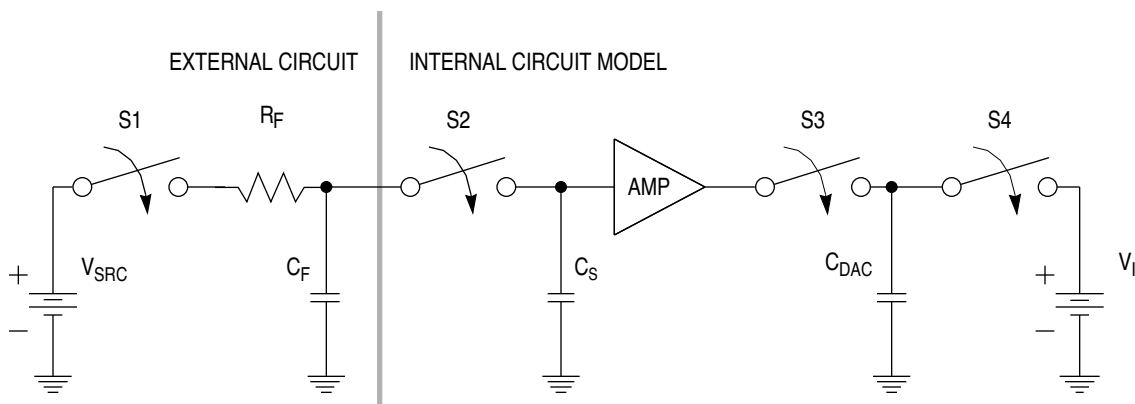 EXTERNAL CIRCUIT
INTERNAL CIRCUIT MODEL
S1
RF
S2
S3
S4
AMP
+
VSRC
CF
CS
CDAC
+
VI
–
–